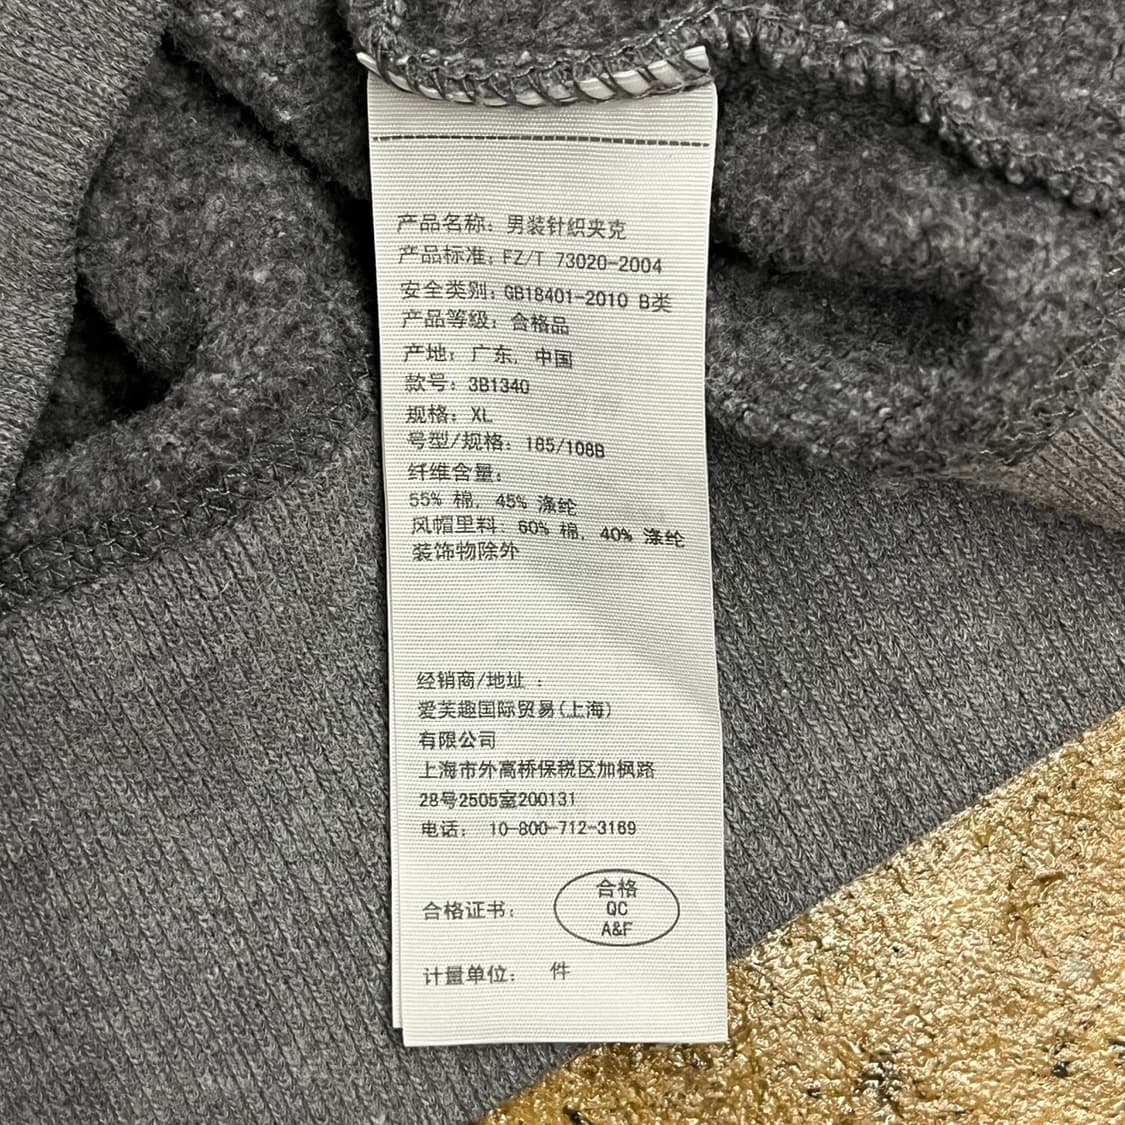 产品名称: 男装针织夹克
产品标准: FZ/T 73020-2004
安全类别: GB18401-2010 B类
产品等级: 合格品
产地: 广东, 中国
款号: 3B1340
规格: XL
号型/规格: 185/108B
纤维含量:
55% 棉, 45% 涤纶
风帽里料: 60% 棉, 40% 涤纶
装饰物除外
经销商/地址 :
爱芙趣国际贸易(上海)
有限公司
上海市外高桥保税区加枫路
28号2505室200131
电话: 10-800-712-3169
合格证书:
合格
QC
A&F
计量单位: 件